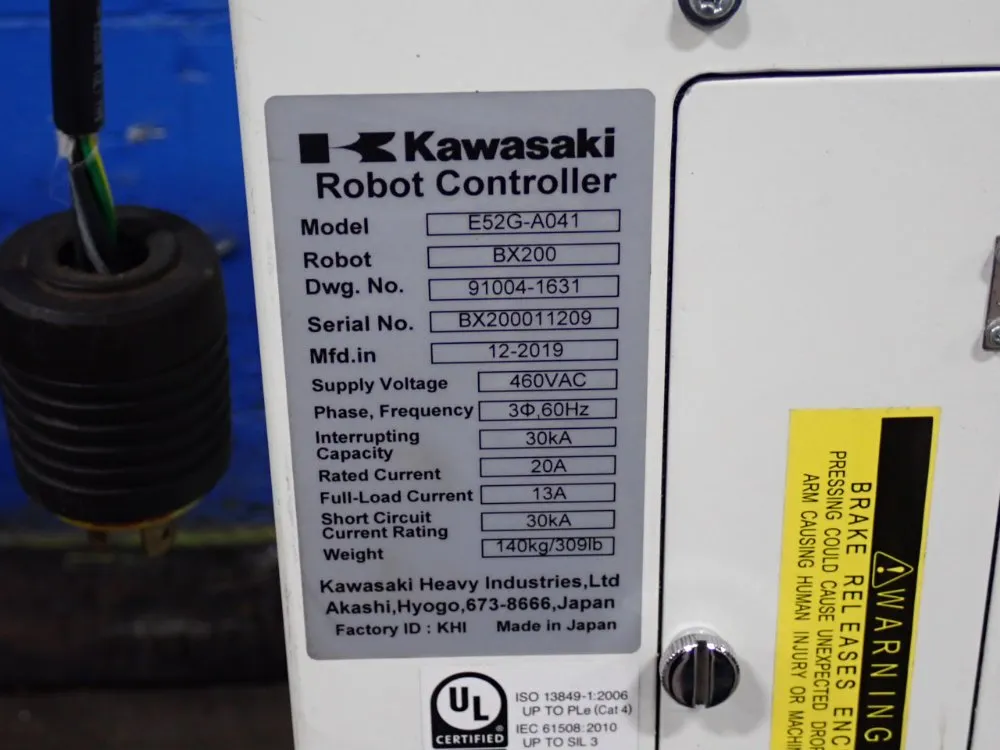 Kawasaki
Robot Controller
Model E52G-A041
Robot BX200
Dwg. No. 91004-1631
Serial No. BX200011209
Mfd.in 12-2019
Supply Voltage 460VAC
Phase, Frequency 3Φ,60Hz
Interrupting
Capacity 30kA
Rated Current 20A
Full-Load Current 13A
Short Circuit
Current Rating 30kA
Weight 140kg/309lb
Kawasaki Heavy Industries,Ltd
Akashi,Hyogo,673-8666,Japan
Factory ID : KHI Made in Japan
UL
CERTIFIED
ISO 13849-1:2006
UP TO PLe (Cat 4)
IEC 61508:2010
UP TO SIL 3
WARNING
BRAKE RELEASES ENC
PRESSING COULD CAUSE UNEXPECTED DRO
ARM CAUSING HUMAN INJURY OR MACHIN